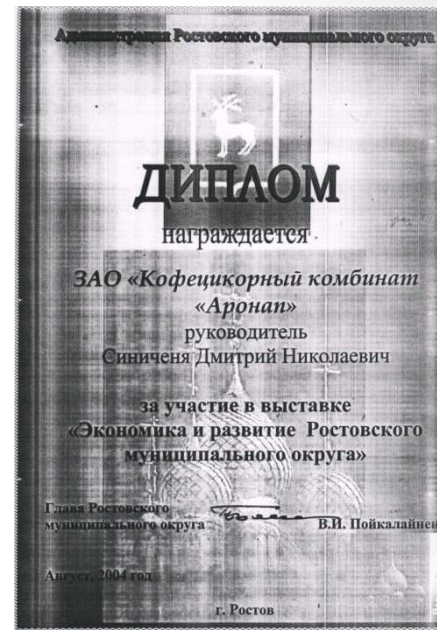 Администрация Ростовского муниципального округа
ДИПЛОМ
награждается
ЗАО «Кофецикорный комбинат
«Аронап»
руководитель
Синиченя Дмитрий Николаевич
за участие в выставке
«Экономика и развитие Ростовского
муниципального округа»
Глава Ростовского
муниципального округа В.И. Пойкалайнен
Август, 2004 год
г. Ростов